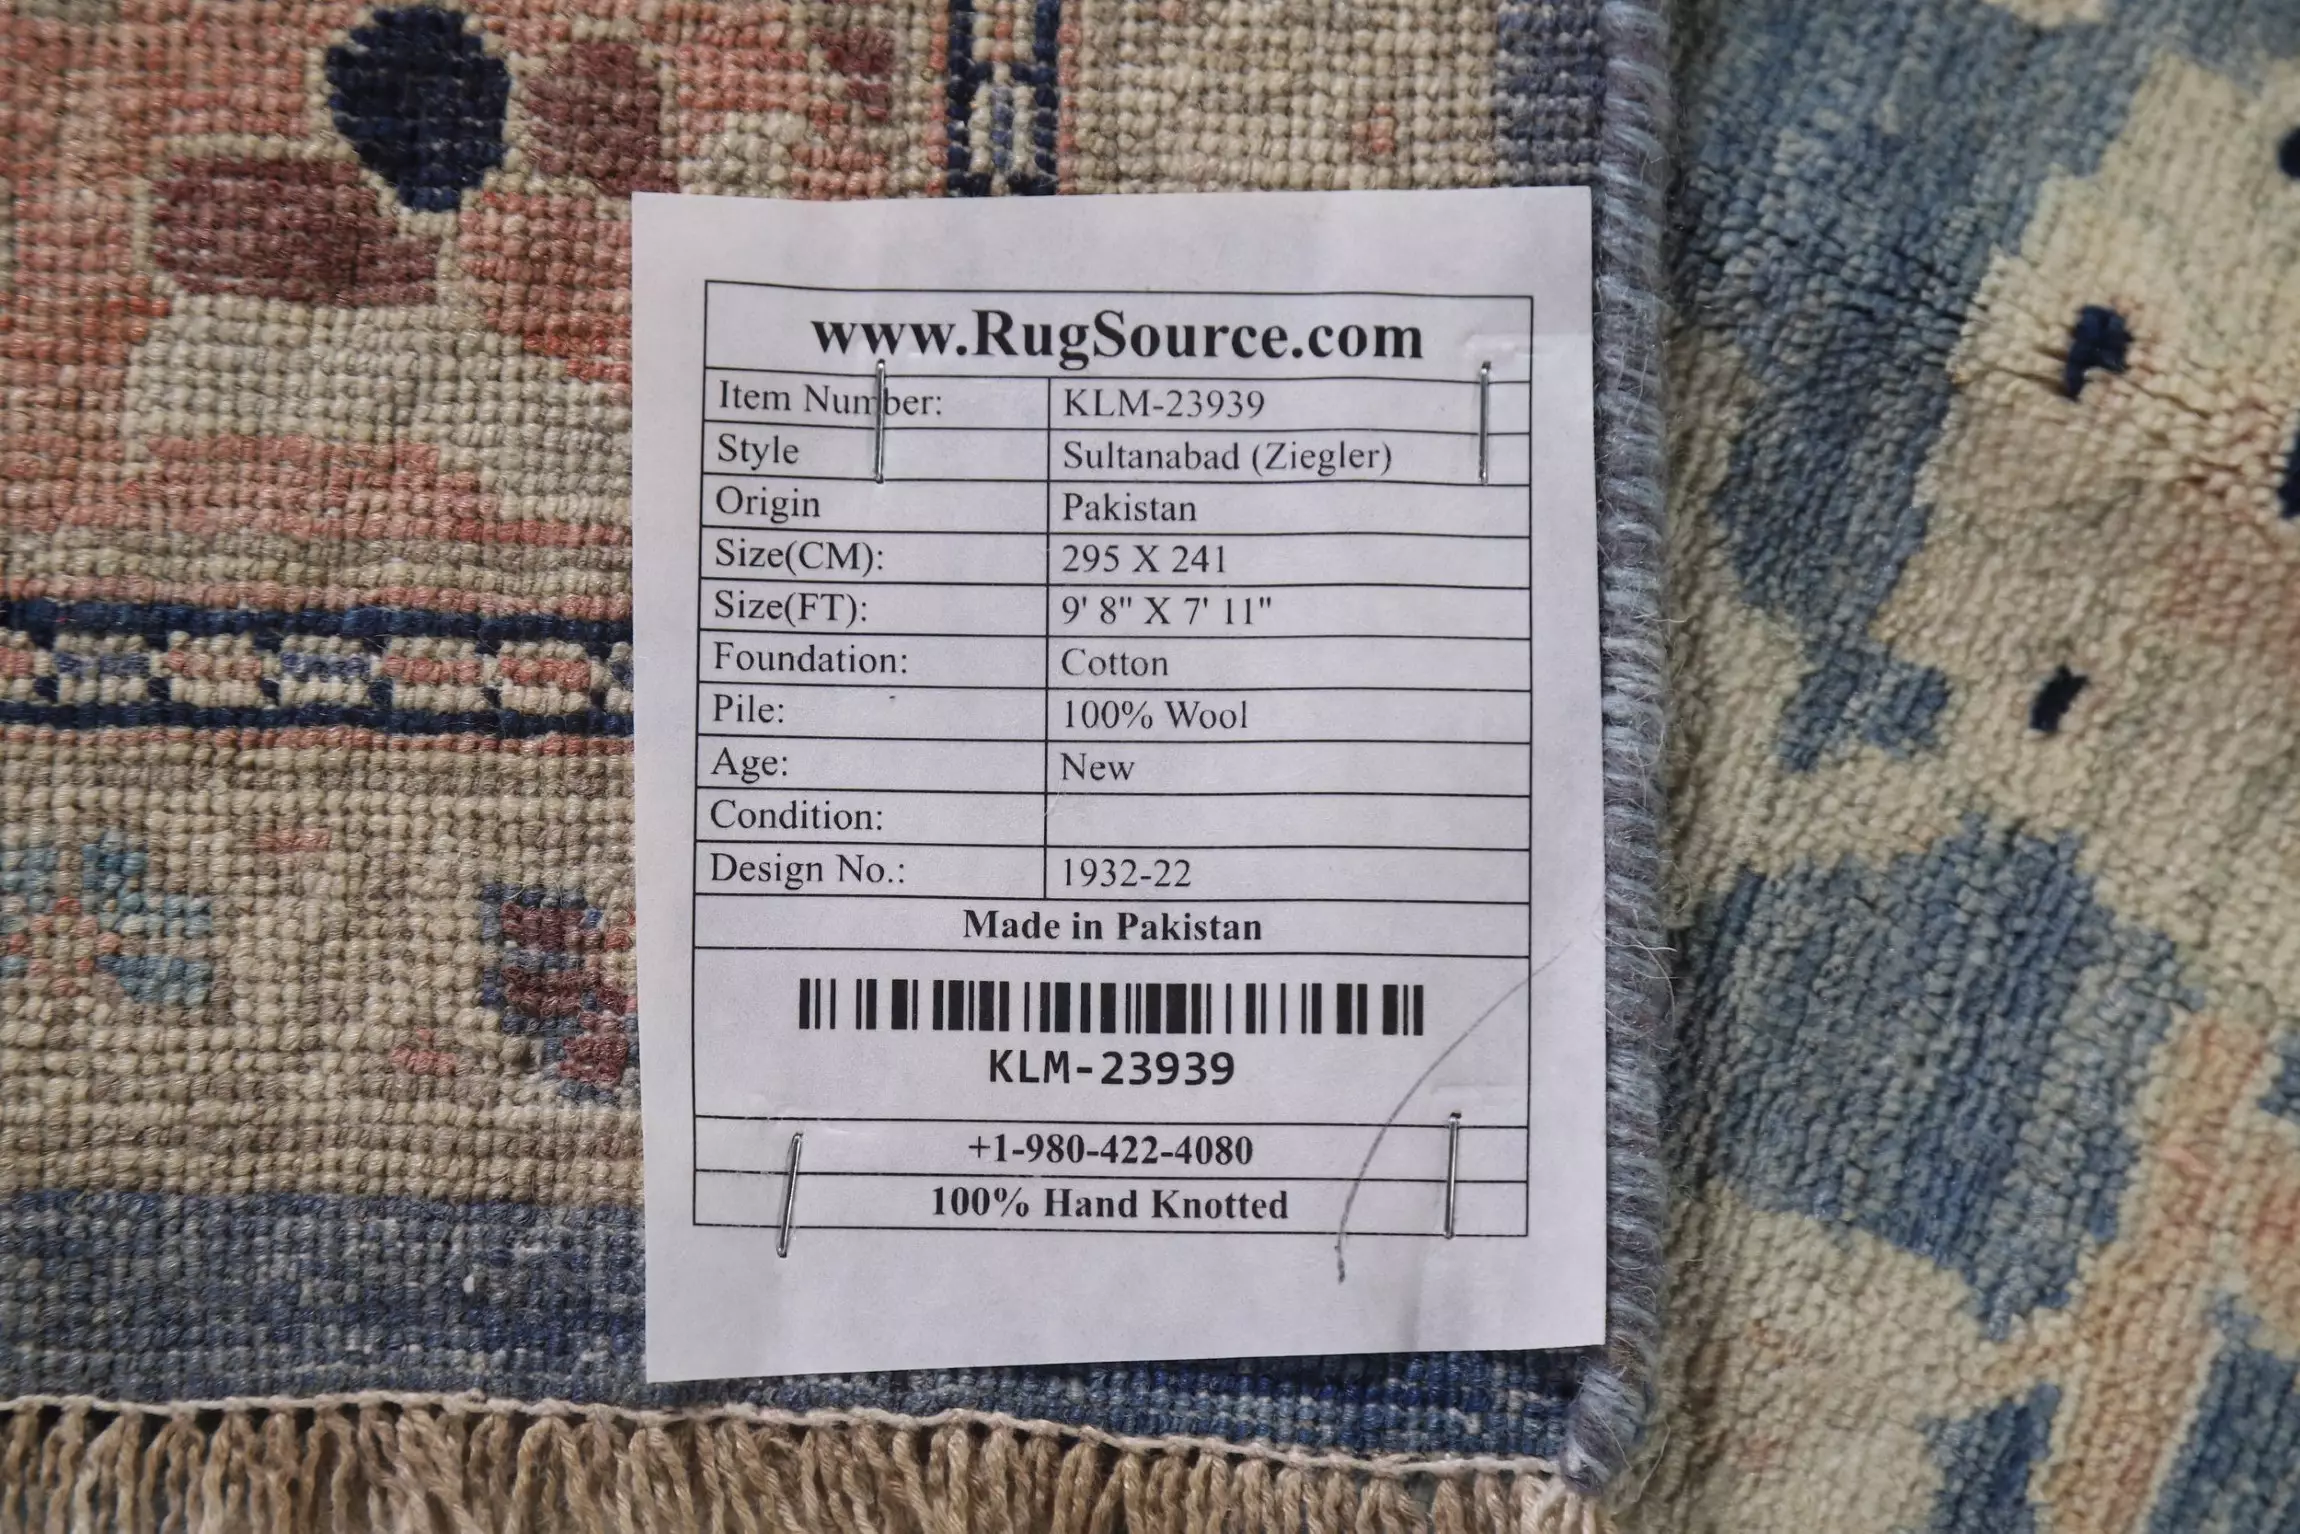 www.RugSource.com
Item Number: KLM-23939
Style Sultanabad (Ziegler)
Origin Pakistan
Size(CM): 295 X 241
Size(FT): 9' 8" X 7' 11"
Foundation: Cotton
Pile: 100% Wool
Age: New
Condition:
Design No.: 1932-22
Made in Pakistan
KLM-23939
+1-980-422-4080
100% Hand Knotted